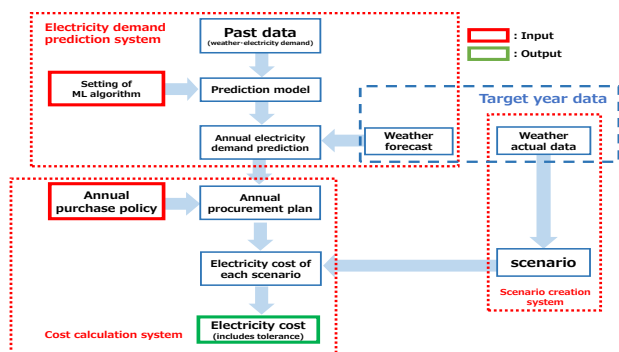 Electricity demand
prediction system
Past data
(weather-electricity demand)
: Input
: Output
Setting of
ML algorithm
Prediction model
Target year data
Annual electricity
demand prediction
Weather
forecast
Weather
actual data
Annual
purchase policy
Annual
procurement plan
Electricity cost of
each scenario
scenario
Scenario creation
system
Cost calculation system
Electricity cost
(includes tolerance)